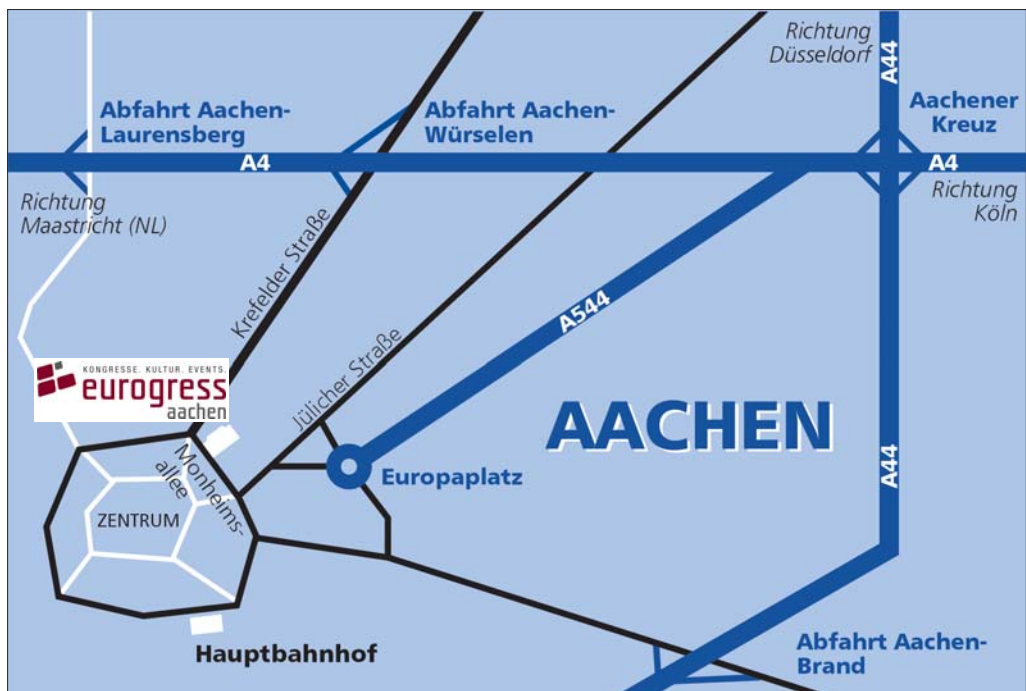 Richtung
Düsseldorf
A44
Abfahrt Aachen-
Laurensberg
Abfahrt Aachen-
Würselen
Aachener
Kreuz
A4
A4
Richtung
Maastricht (NL)
Richtung
Köln
Krefelder Straße
A544
Jülicher Straße
KONGRESSE. KULTUR. EVENTS.
eurogress
aachen
AACHEN
Monheims-
allee
Europaplatz
A44
ZENTRUM
Hauptbahnhof
Abfahrt Aachen-
Brand